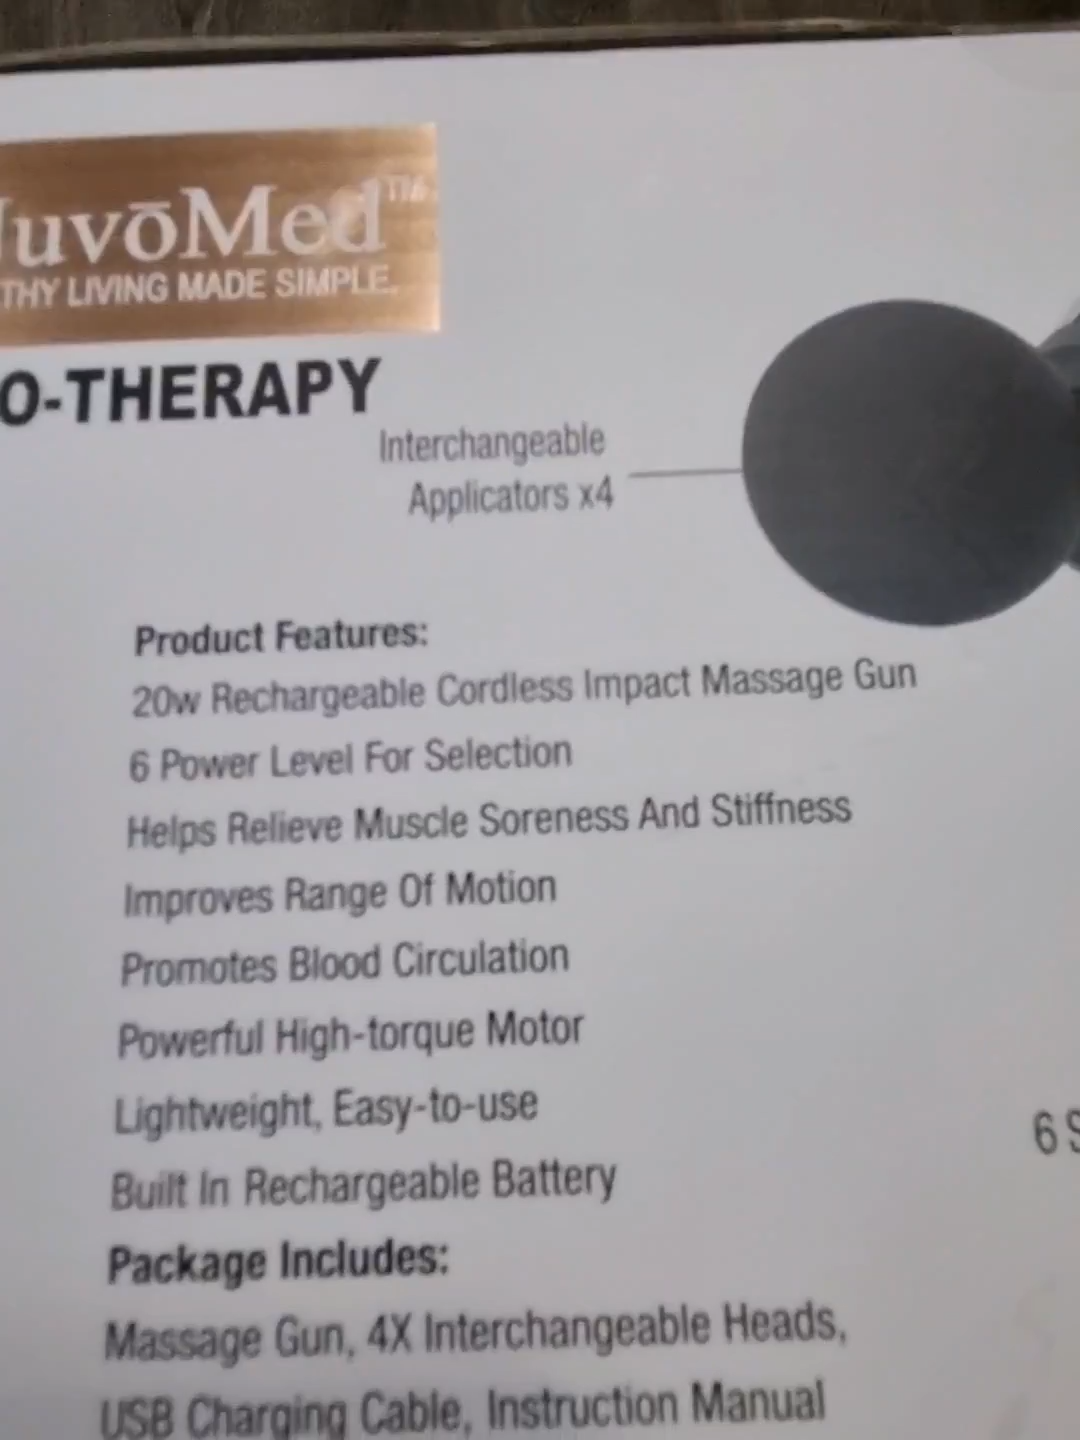 uvōMed™
THY LIVING MADE SIMPLE.
O-THERAPY
Interchangeable
Applicators x4
Product Features:
20w Rechargeable Cordless Impact Massage Gun
6 Power Level For Selection
Helps Relieve Muscle Soreness And Stiffness
Improves Range Of Motion
Promotes Blood Circulation
Powerful High-torque Motor
Lightweight, Easy-to-use
Built In Rechargeable Battery
6 S
Package Includes:
Massage Gun, 4X Interchangeable Heads,
USB Charging Cable, Instruction Manual